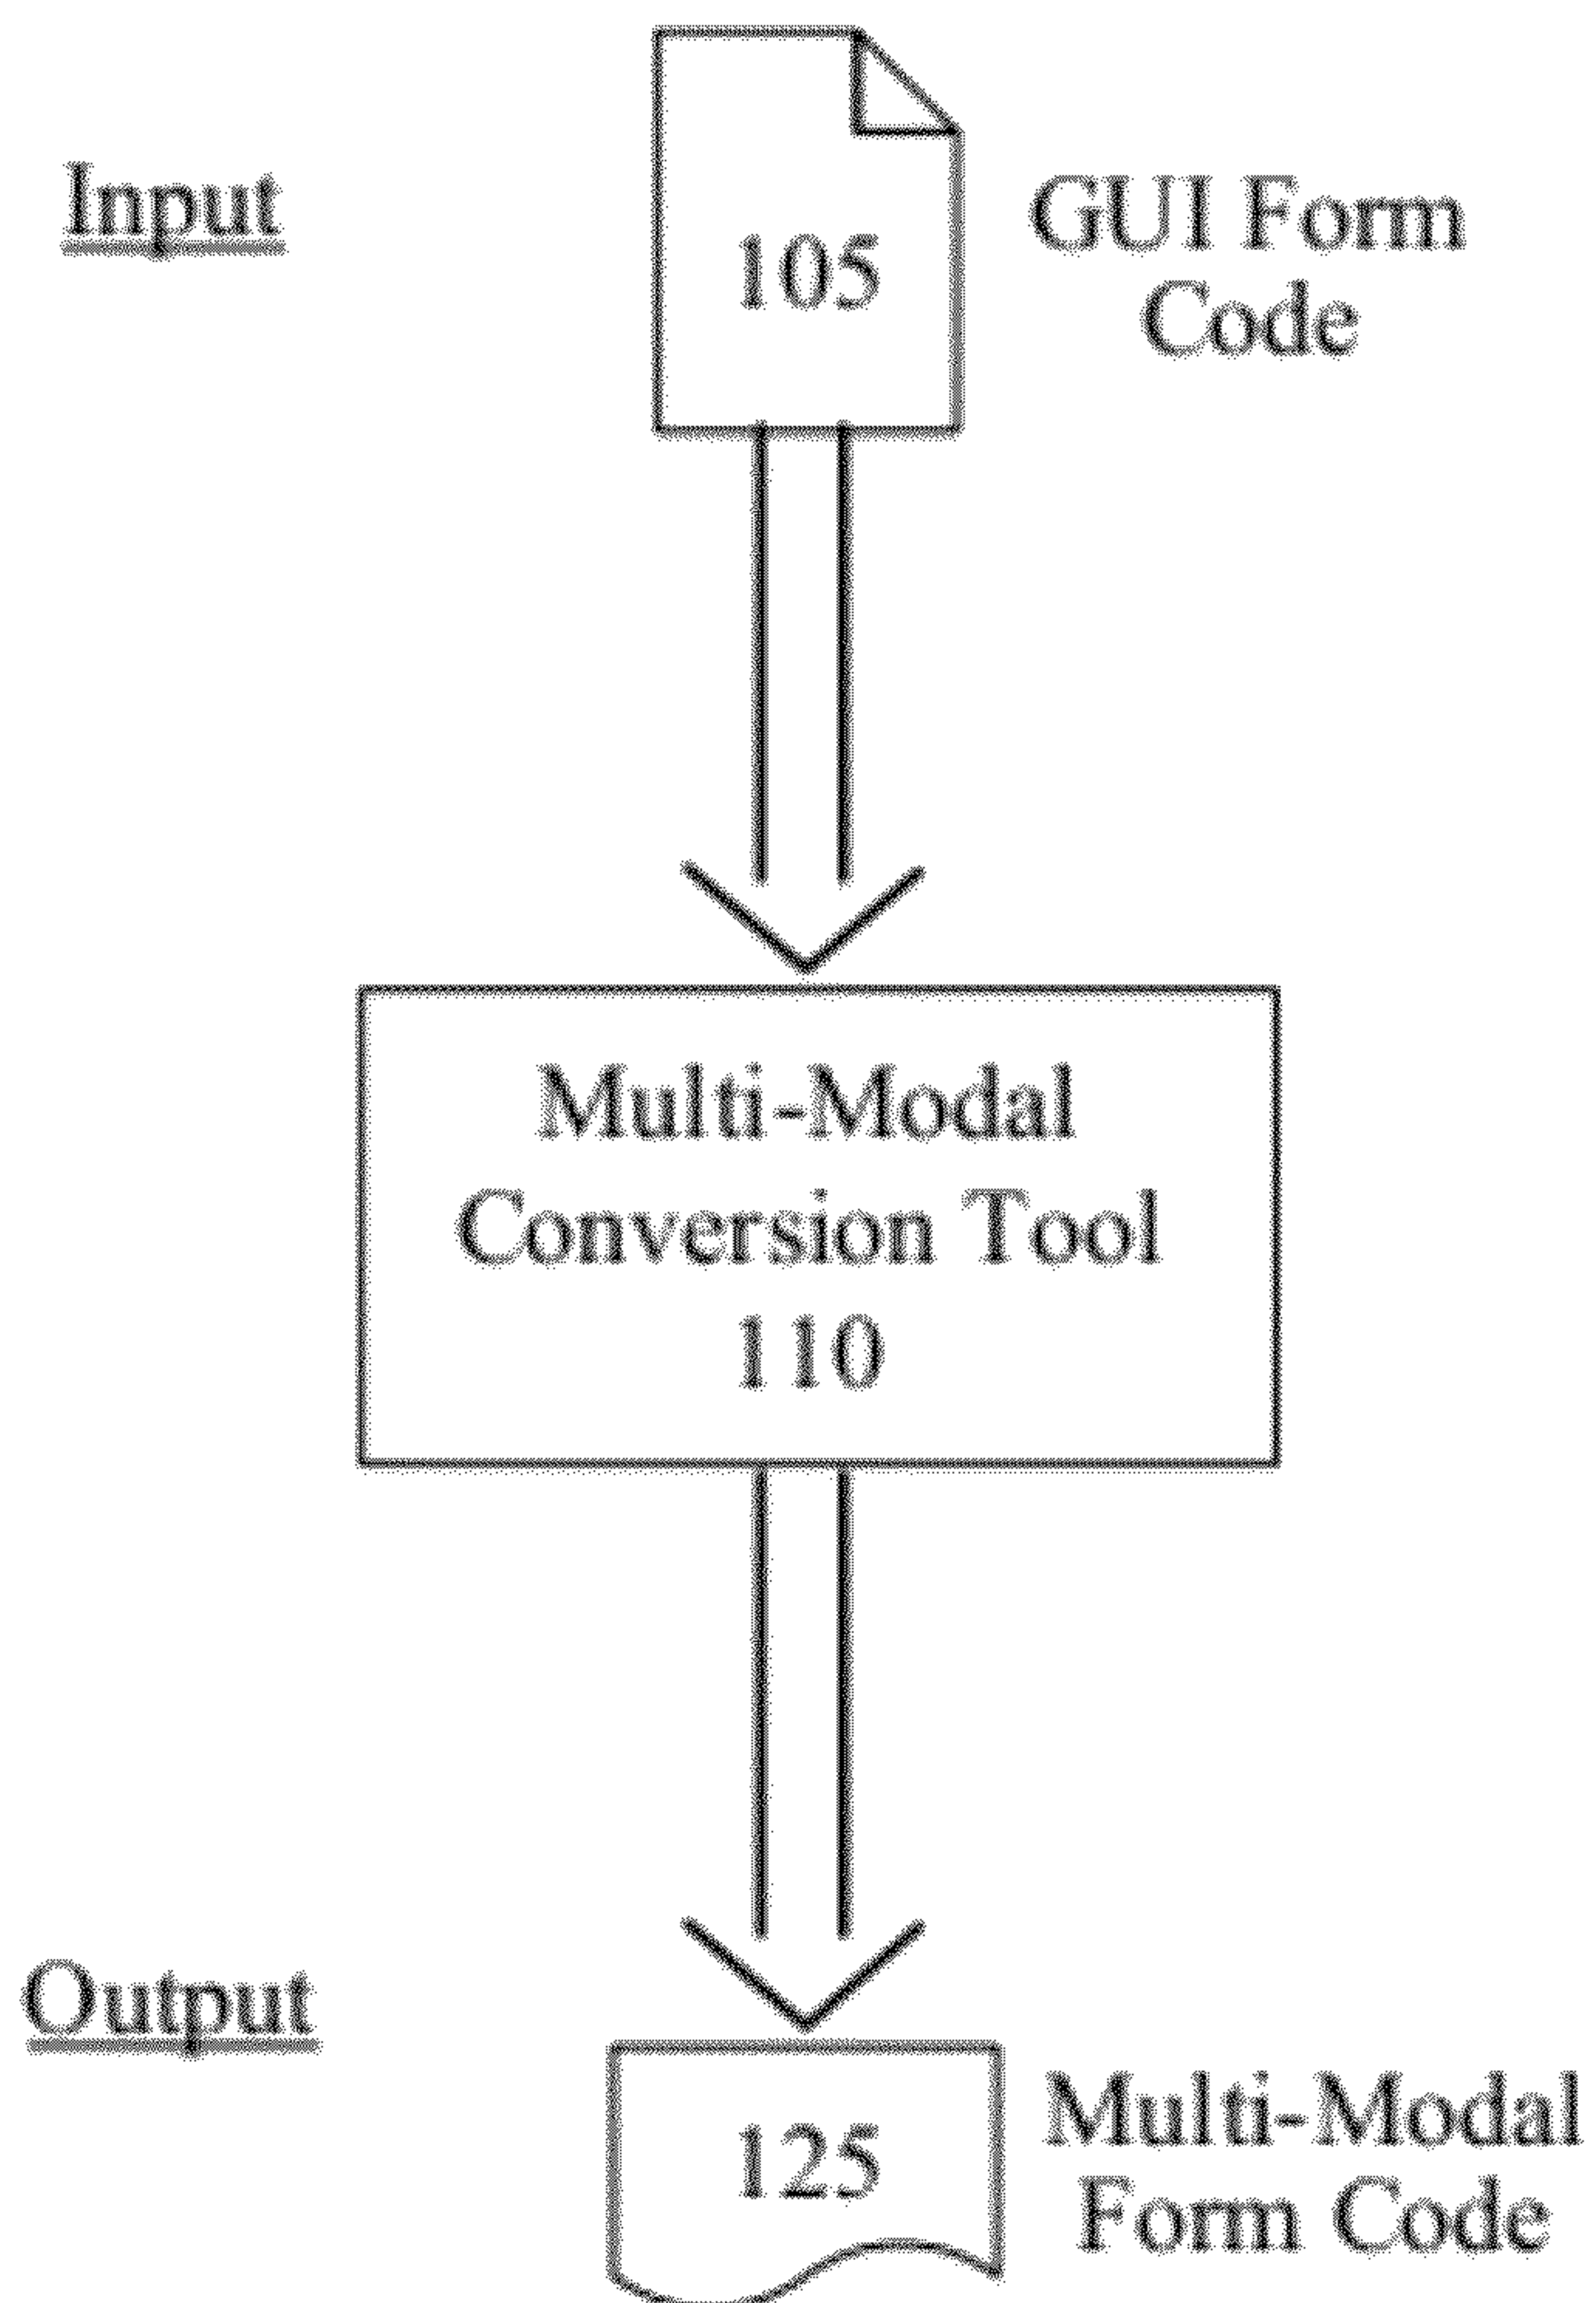 Input
105
GUI Form
Code
Multi-Modal
Conversion Tool
110
Output
125
Multi-Modal
Form Code